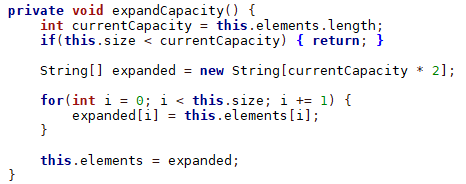 private void expandCapacity() {
    int currentCapacity = this.elements.length;
    if(this.size < currentCapacity) { return; }

    String[] expanded = new String[currentCapacity * 2];

    for(int i = 0; i < this.size; i += 1) {
        expanded[i] = this.elements[i];
    }

    this.elements = expanded;
}